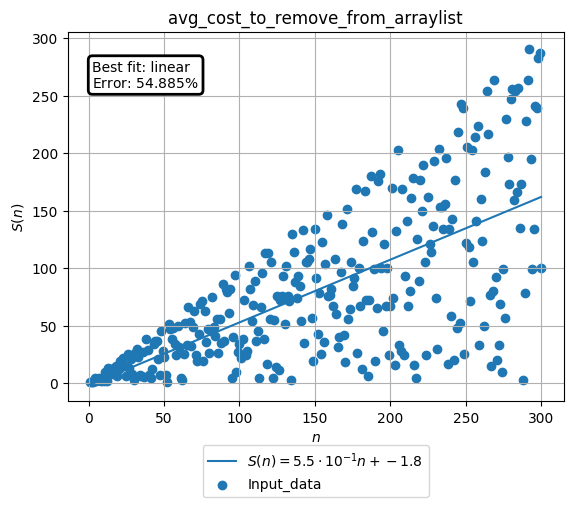 avg_cost_to_remove_from_arraylist
Best fit: linear
Error: 54.885%
300
250
200
150
100
50
0
S(n)
0 50 100 150 200 250 300
n
S(n) = 5.5 · 10⁻¹n + −1.8
Input_data